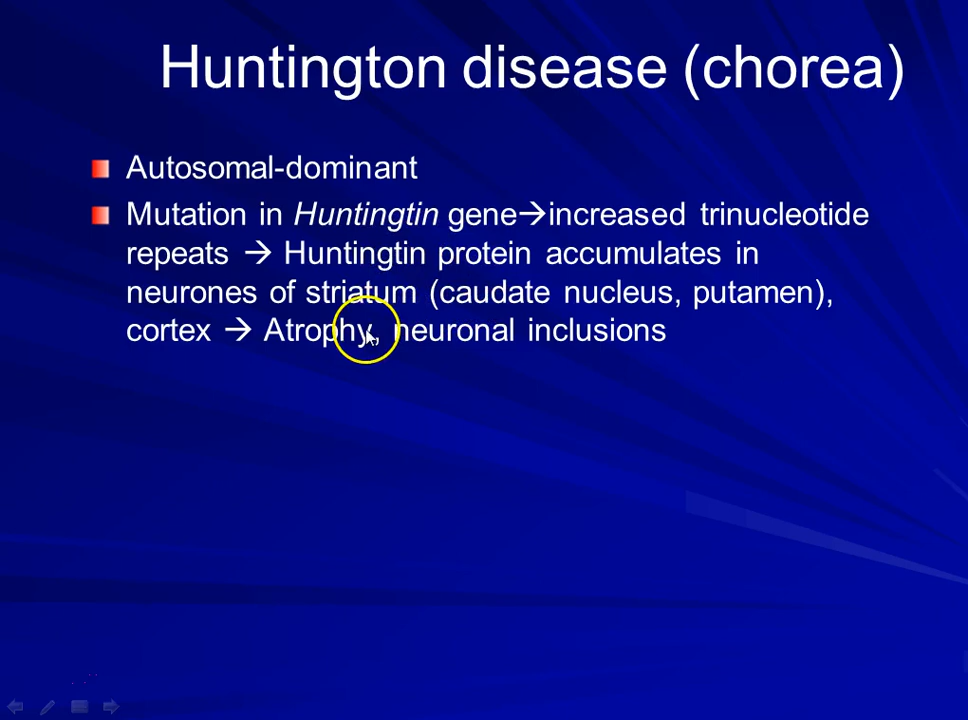 Huntington disease (chorea)
Autosomal-dominant
Mutation in Huntingtin gene→increased trinucleotide
repeats → Huntingtin protein accumulates in
neurones of striatum (caudate nucleus, putamen),
cortex → Atrophy, neuronal inclusions